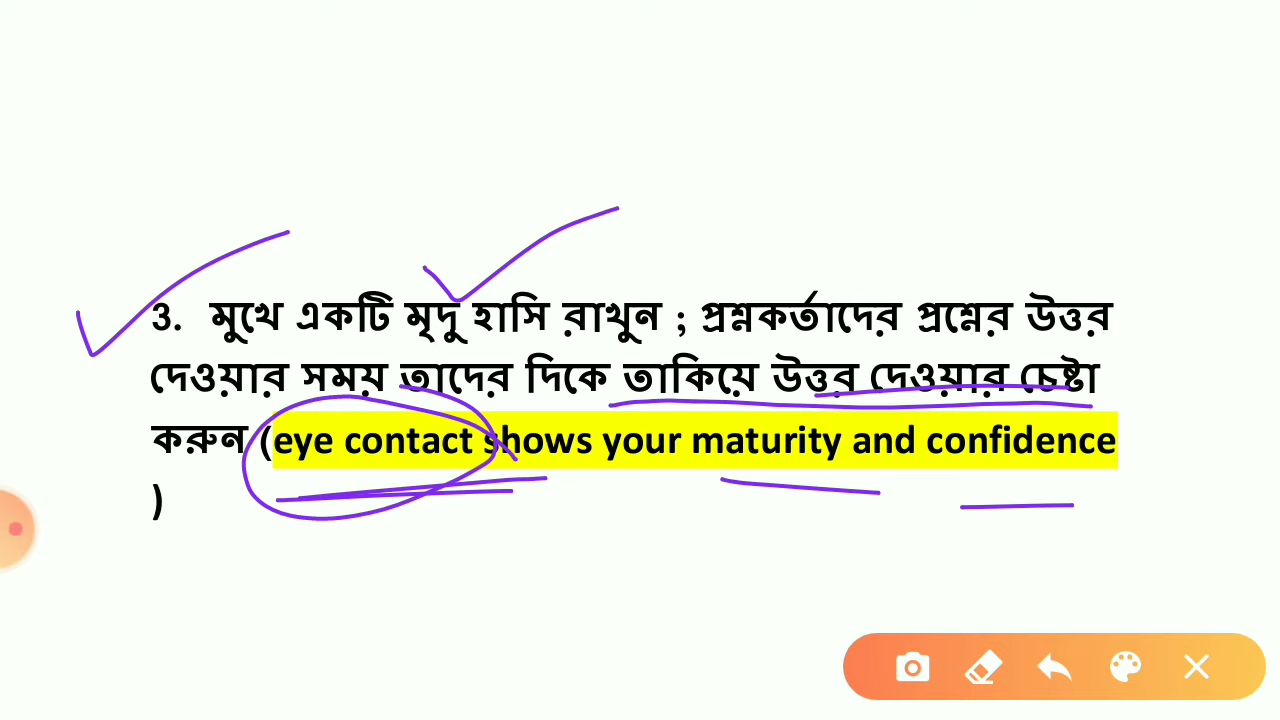 3. মুখে একটি মৃদু হাসি রাখুন ; প্রশ্নকর্তাদের প্রশ্নের উত্তর
দেওয়ার সময় তাদের দিকে তাকিয়ে উত্তর দেওয়ার চেষ্টা
করুন (eye contact shows your maturity and confidence
)